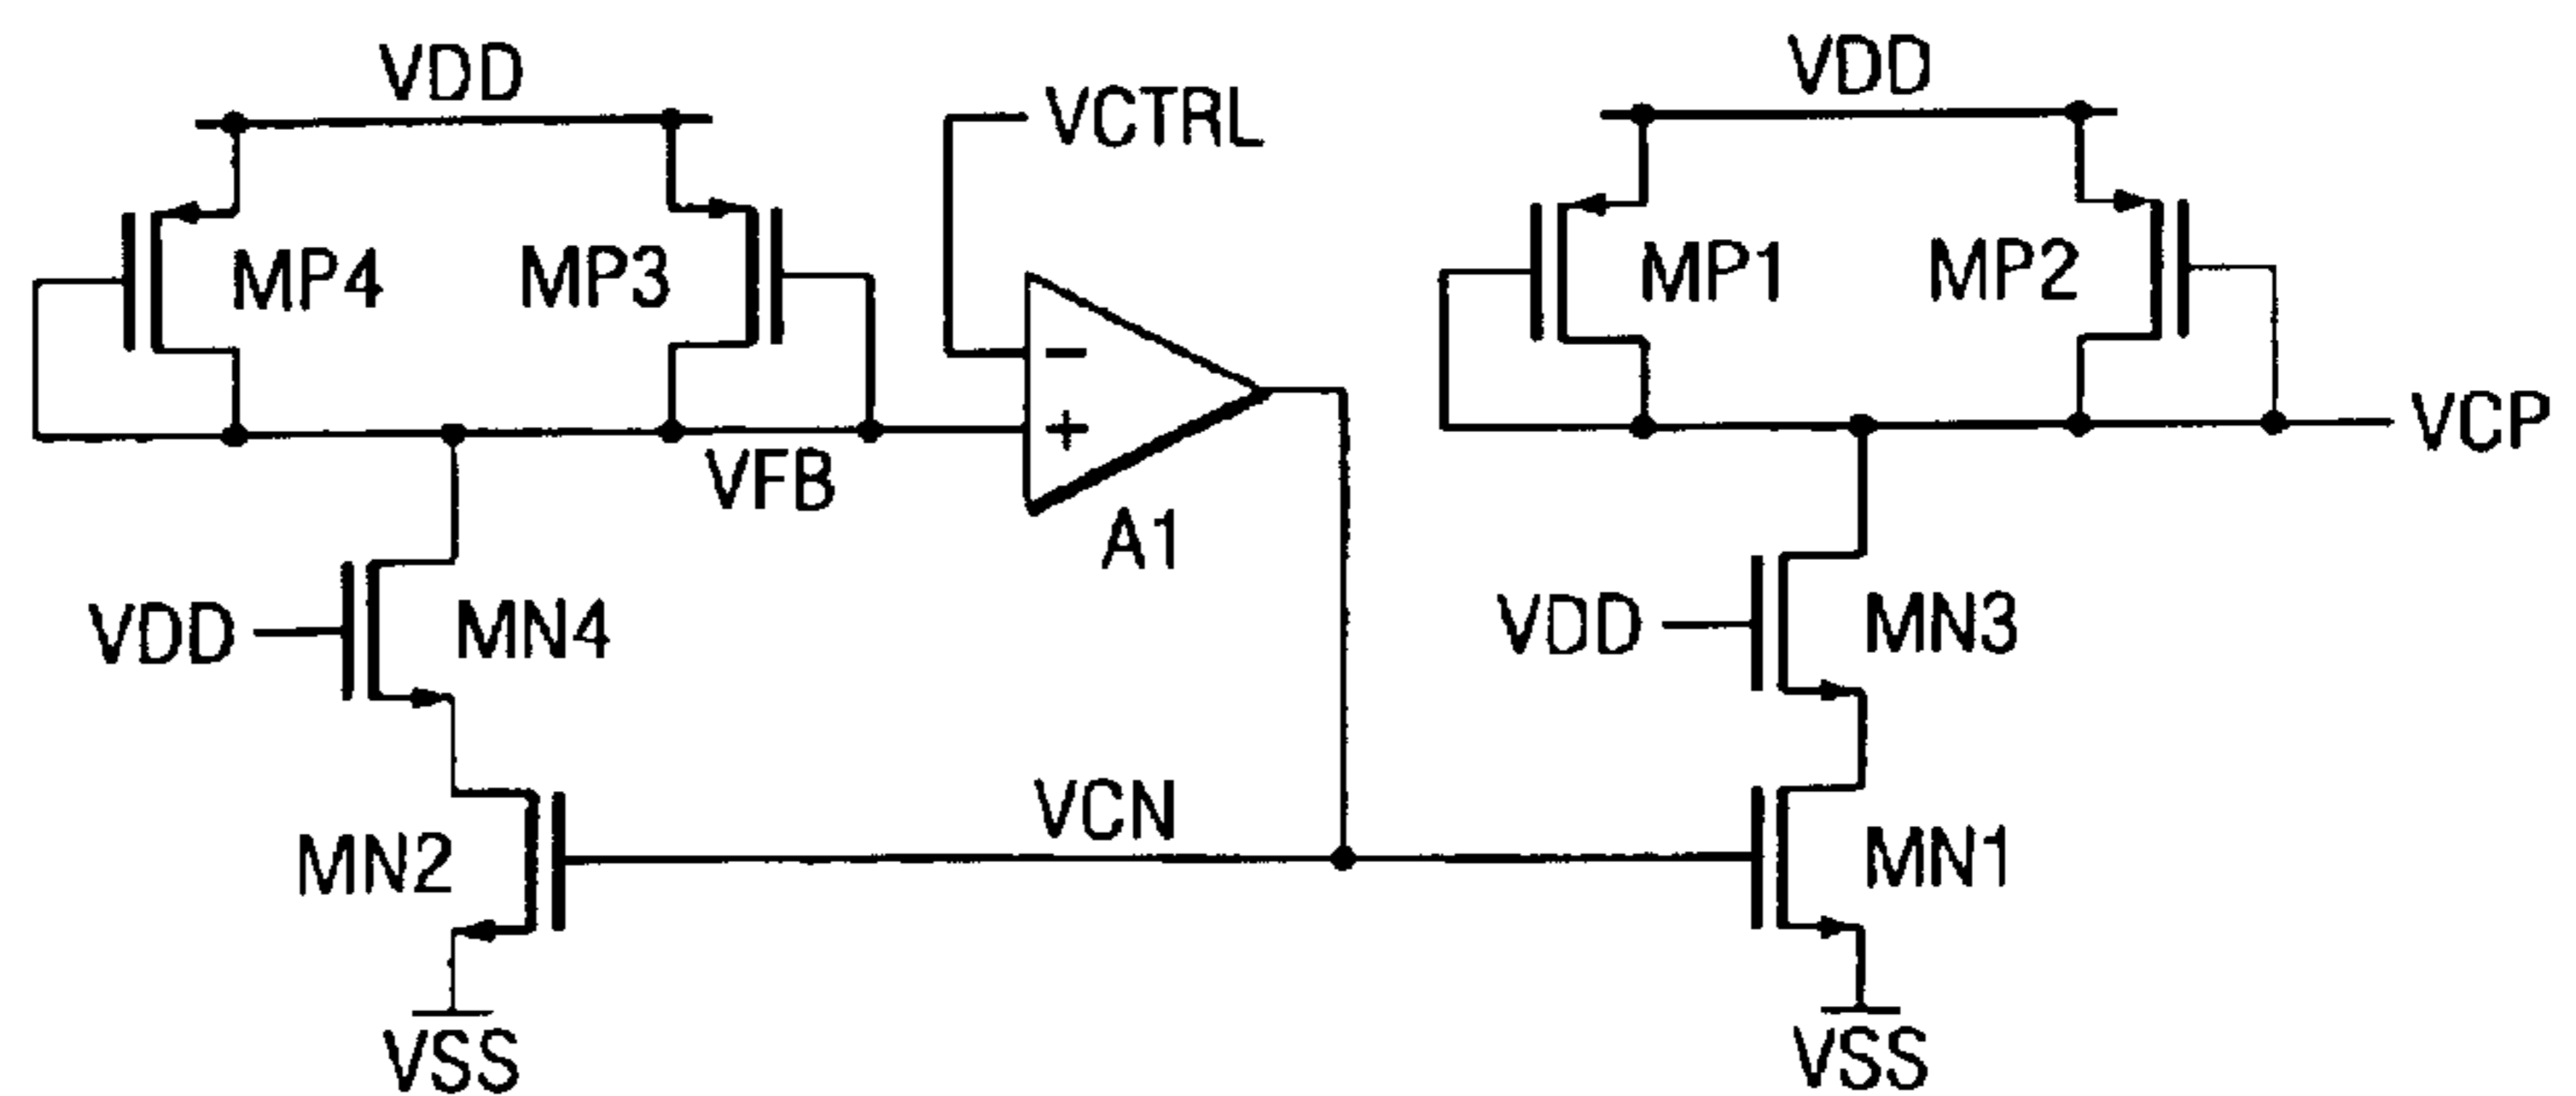 VDD
VCTRL
VDD
MP4
MP3
MP1
MP2
−
+
VFB
A1
VCP
VDD
MN4
VDD
MN3
VCN
MN2
MN1
VSS
VSS